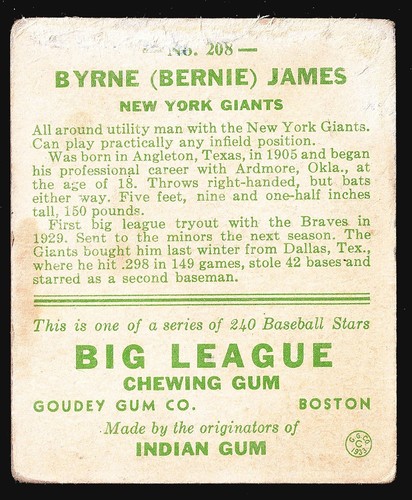 No. 208 —
BYRNE (BERNIE) JAMES
NEW YORK GIANTS
All around utility man with the New York Giants.
Can play practically any infield position.
Was born in Angleton, Texas, in 1905 and began
his professional career with Ardmore, Okla., at
the age of 18. Throws right-handed, but bats
either way. Five feet, nine and one-half inches
tall, 150 pounds.
First big league tryout with the Braves in
1929. Sent to the minors the next season. The
Giants bought him last winter from Dallas, Tex.,
where he hit .298 in 149 games, stole 42 bases and
starred as a second baseman.
This is one of a series of 240 Baseball Stars
BIG LEAGUE
CHEWING GUM
GOUDEY GUM CO. BOSTON
Made by the originators of
INDIAN GUM
G. G. CO.
C
1933